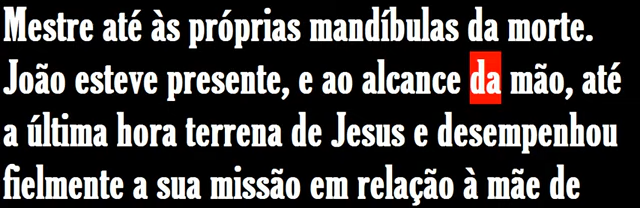 Mestre até às próprias mandíbulas da morte.
João esteve presente, e ao alcance da mão, até
a última hora terrena de Jesus e desempenhou
fielmente a sua missão em relação à mãe de